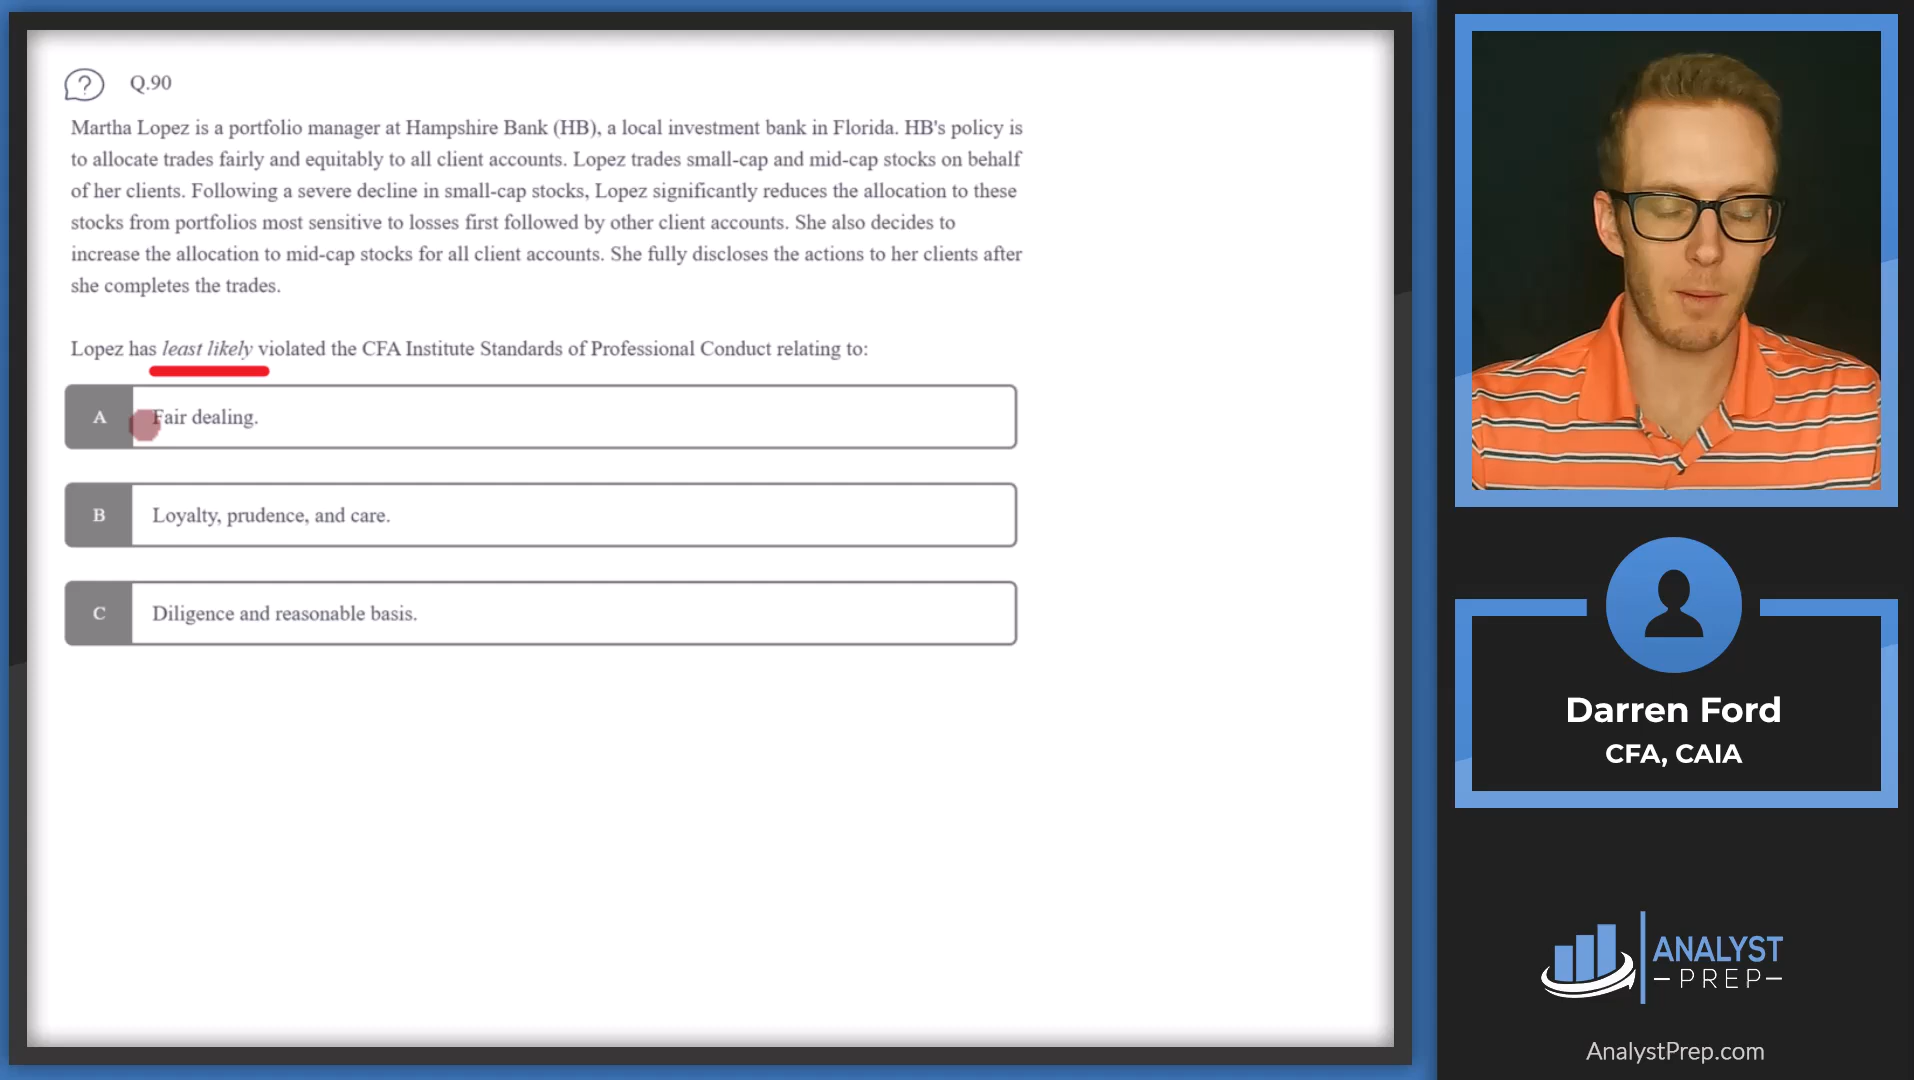 ?
Q.90
Martha Lopez is a portfolio manager at Hampshire Bank (HB), a local investment bank in Florida. HB's policy is
to allocate trades fairly and equitably to all client accounts. Lopez trades small-cap and mid-cap stocks on behalf
of her clients. Following a severe decline in small-cap stocks, Lopez significantly reduces the allocation to these
stocks from portfolios most sensitive to losses first followed by other client accounts. She also decides to
increase the allocation to mid-cap stocks for all client accounts. She fully discloses the actions to her clients after
she completes the trades.
Lopez has least likely violated the CFA Institute Standards of Professional Conduct relating to:
A Fair dealing.
B Loyalty, prudence, and care.
C Diligence and reasonable basis.
Darren Ford
CFA, CAIA
ANALYST
–PREP–
AnalystPrep.com